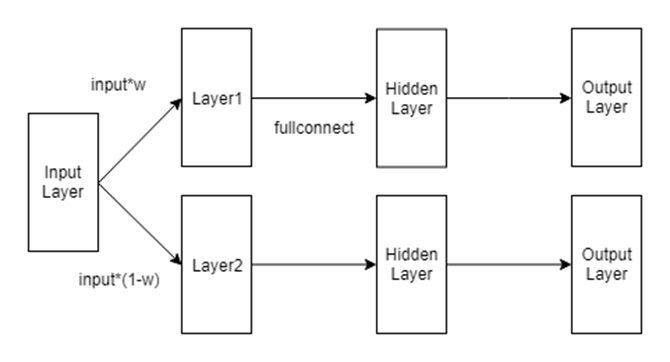 input*w
Layer1
fullconnect
Hidden
Layer
Output
Layer
Input
Layer
input*(1-w)
Layer2
Hidden
Layer
Output
Layer